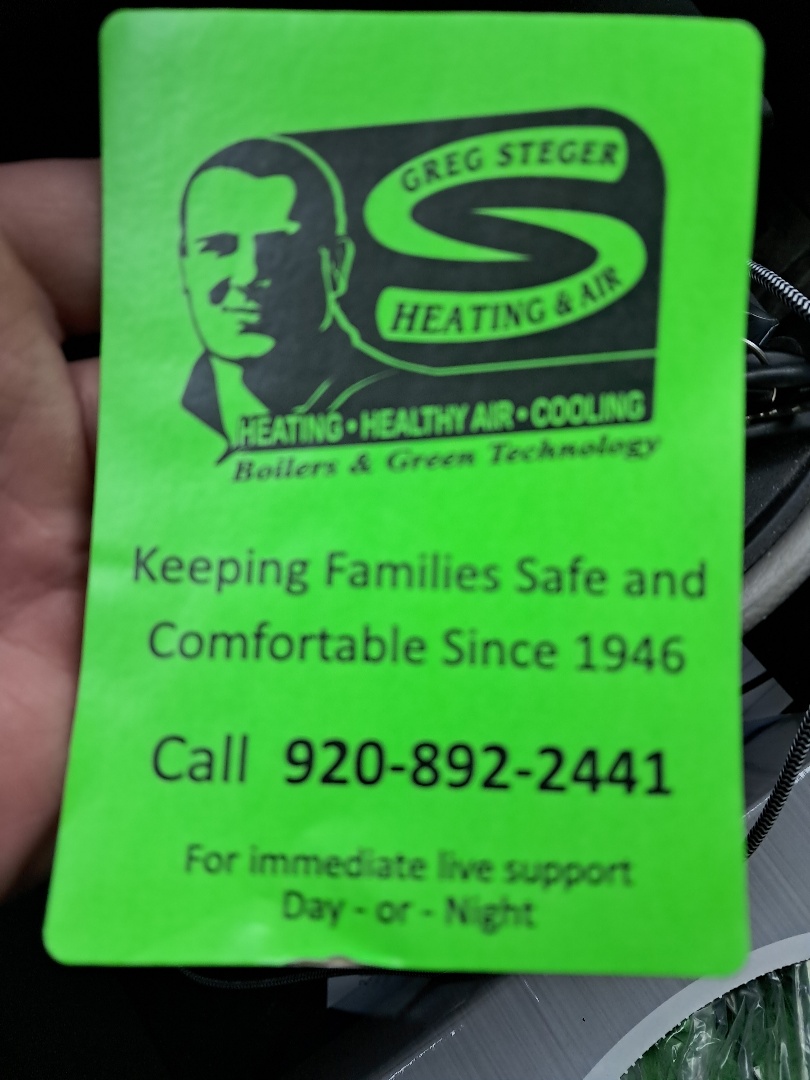 GREG STEGER
HEATING & AIR
HEATING • HEALTHY AIR • COOLING
Boilers & Green Technology
Keeping Families Safe and
Comfortable Since 1946
Call 920-892-2441
For immediate live support
Day - or - Night